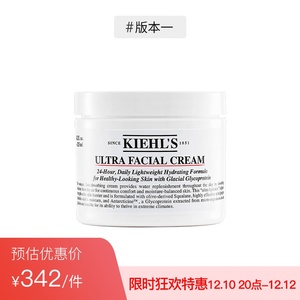 #版本一
SINCE KIEHL'S 1851
ULTRA FACIAL CREAM
24-Hour, Daily Lightweight Hydrating Formula
for Healthy-Looking Skin with Glacial Glycoprotein
预估优惠价
¥342/件
限时狂欢特惠12.10 20点-12.12